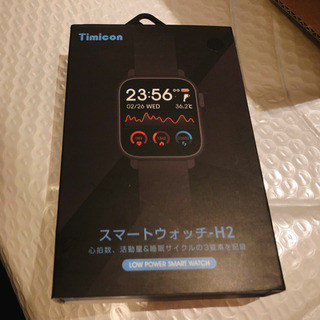 Timicon
23:56
02/26 WED 36.2℃
スマートウォッチ-H2
心拍数、活動量&睡眠サイクルの3要素を記録
LOW POWER SMART WATCH